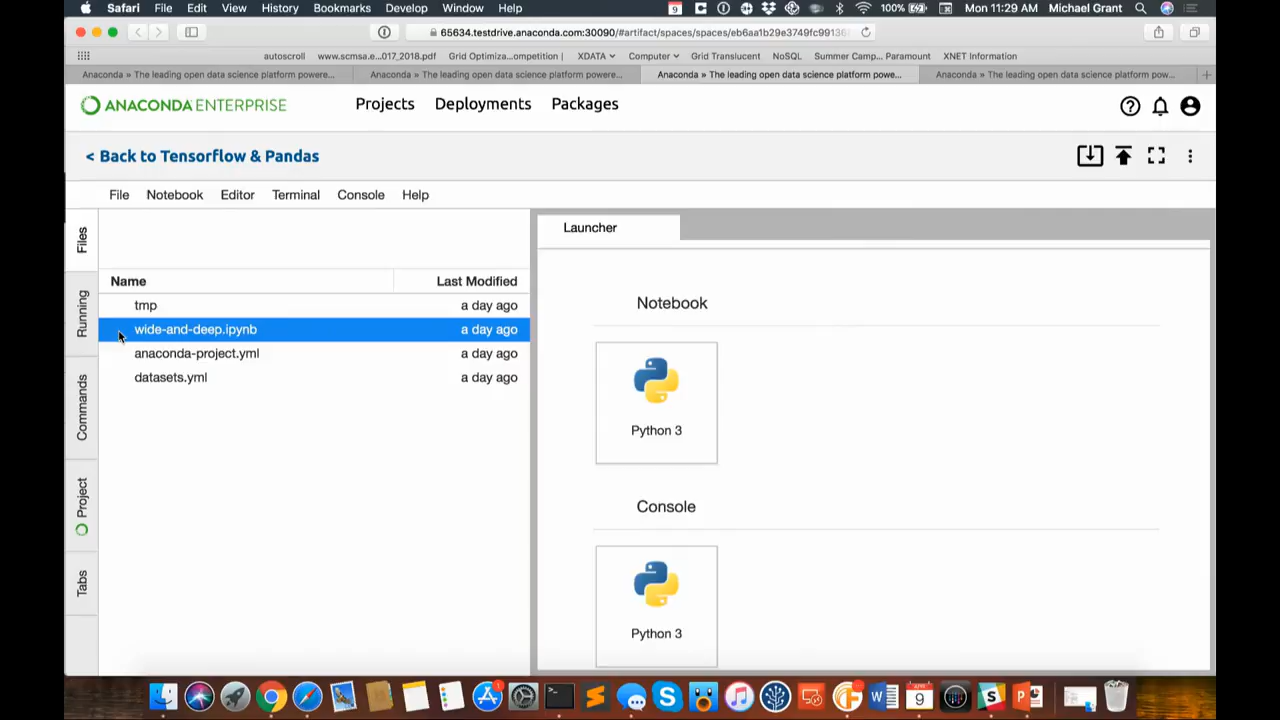 Safari File Edit View History Bookmarks Develop Window Help 9 100% Mon 11:29 AM Michael Grant
65634.testdrive.anaconda.com:30090/#artifact/spaces/spaces/eb6aa1b29e3749fc99136
autoscroll www.scmsa.e...017_2018.pdf Grid Optimiza...ompetition | XDATA Computer Grid Translucent NoSQL Summer Camp... Paramount XNET Information
Anaconda » The leading open data science platform powere... Anaconda » The leading open data science platform powere... Anaconda » The leading open data science platform powe... Anaconda » The leading open data science platform pow... +
ANACONDA ENTERPRISE Projects Deployments Packages ?
< Back to Tensorflow & Pandas
File Notebook Editor Terminal Console Help
Files
Running
Commands
Project
Tabs
Name Last Modified
tmp a day ago
wide-and-deep.ipynb a day ago
anaconda-project.yml a day ago
datasets.yml a day ago
Launcher
Notebook
Python 3
Console
Python 3